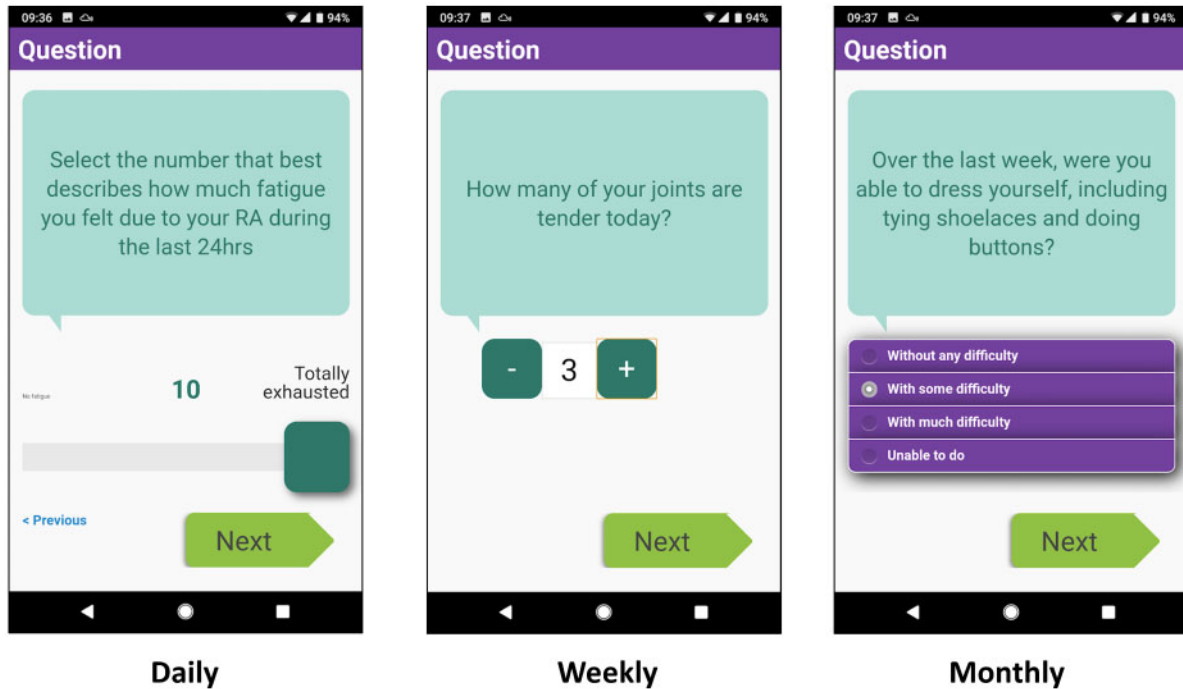 09:36 94%
Question
Select the number that best
describes how much fatigue
you felt due to your RA during
the last 24hrs
No fatigue
10
Totally
exhausted
< Previous
Next
Daily
09:37 94%
Question
How many of your joints are
tender today?
- 3 +
Next
Weekly
09:37 94%
Question
Over the last week, were you
able to dress yourself, including
tying shoelaces and doing
buttons?
Without any difficulty
With some difficulty
With much difficulty
Unable to do
Next
Monthly